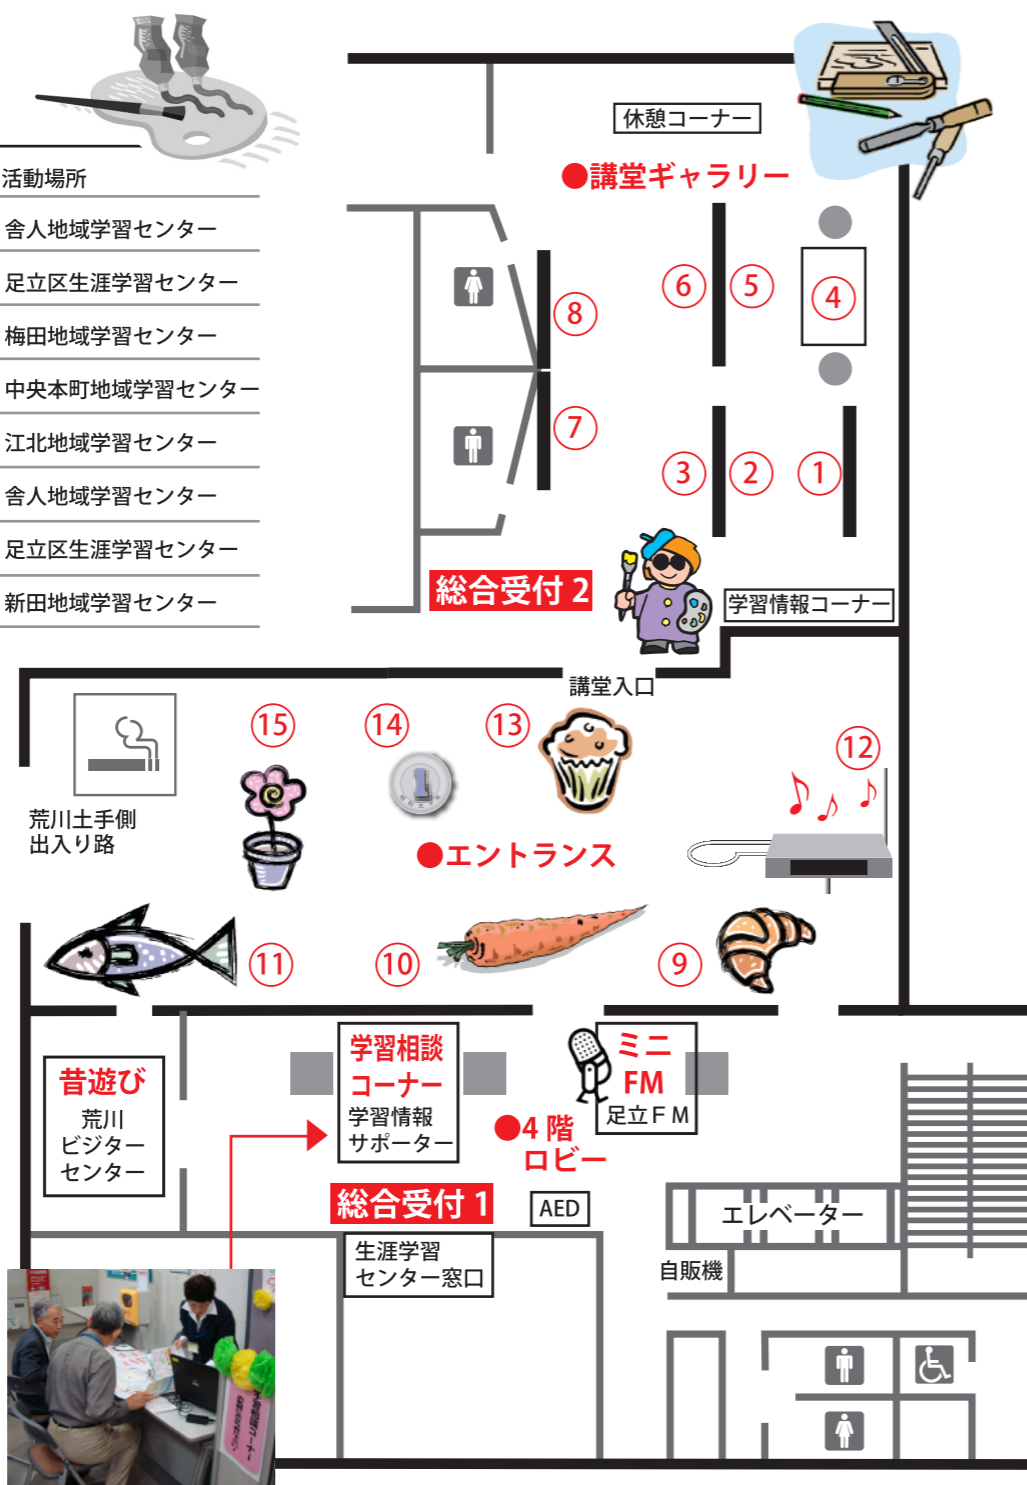 活動場所
舎人地域学習センター
足立区生涯学習センター
梅田地域学習センター
中央本町地域学習センター
江北地域学習センター
舎人地域学習センター
足立区生涯学習センター
新田地域学習センター
休憩コーナー
●講堂ギャラリー
⑧
⑦
⑥
⑤
④
③
②
①
総合受付 2
学習情報コーナー
講堂入口
荒川土手側
出入り路
⑮
⑭
⑬
⑫
●エントランス
⑪
⑩
⑨
昔遊び
荒川
ビジター
センター
学習相談
コーナー
学習情報
サポーター
ミニ
FM
足立FM
●4 階
ロビー
総合受付 1
AED
生涯学習
センター窓口
エレベーター
自販機